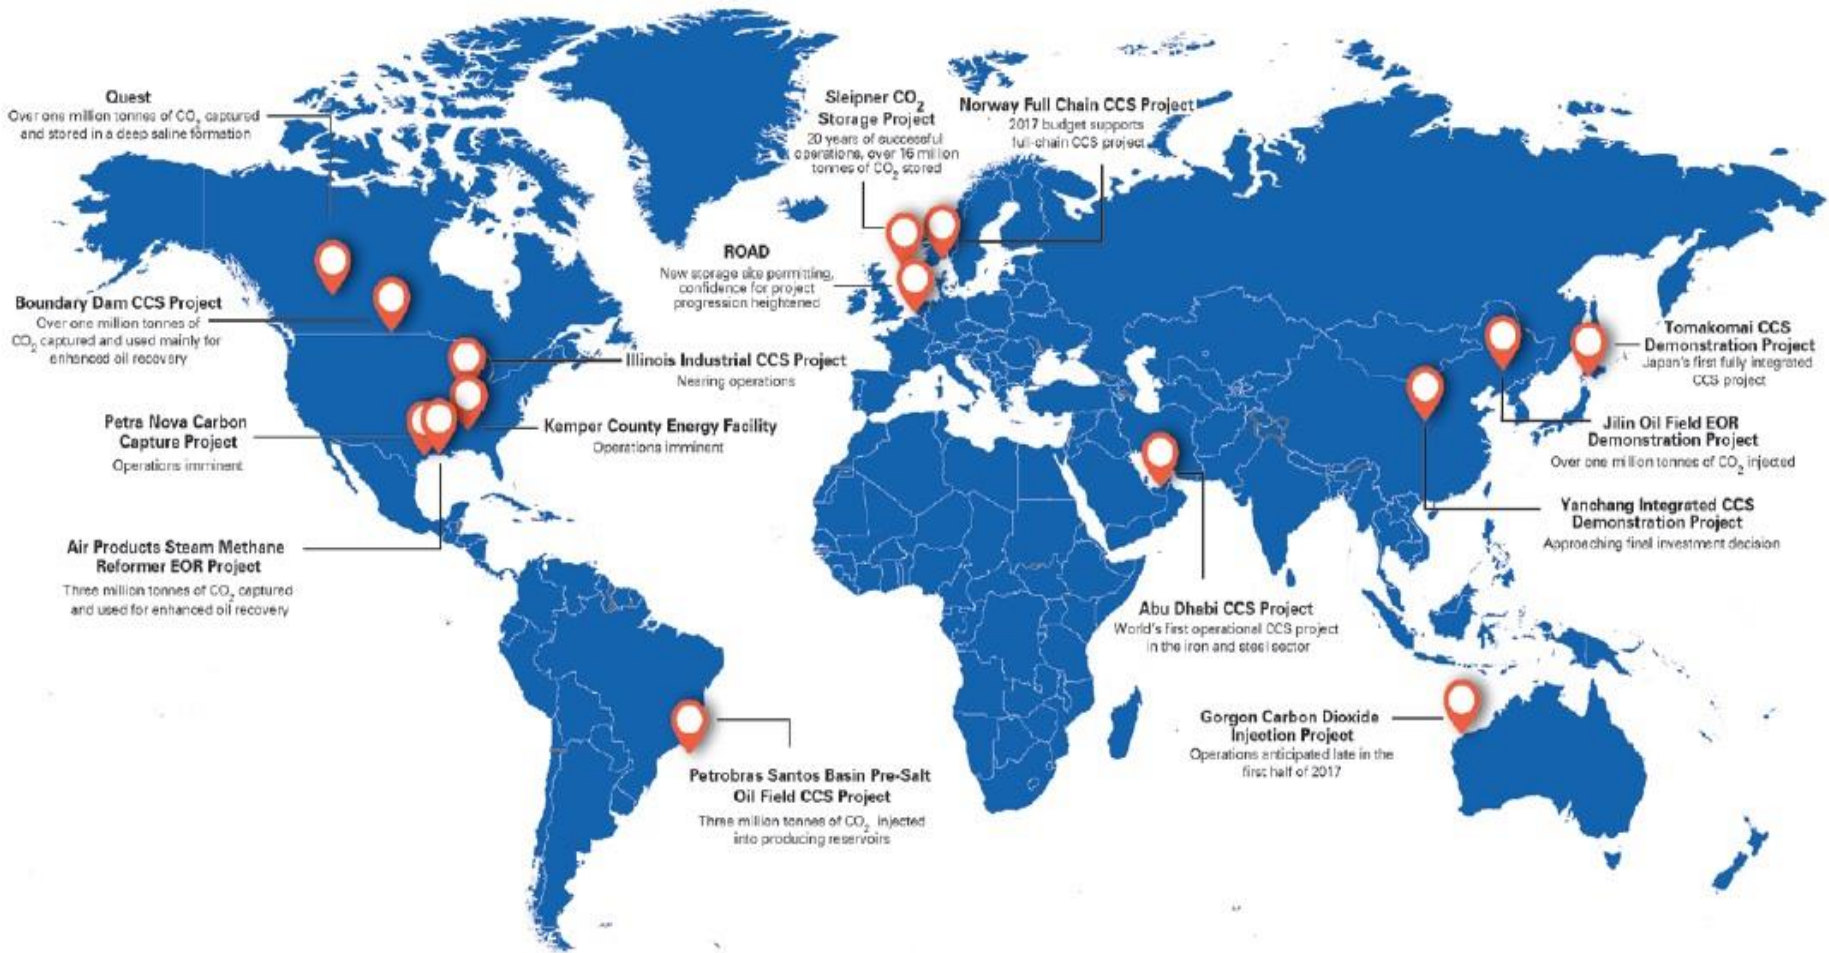 Quest
Over one million tonnes of CO2 captured
and stored in a deep saline formation
Boundary Dam CCS Project
Over one million tonnes of
CO2 captured and used mainly for
enhanced oil recovery
Petra Nova Carbon
Capture Project
Operations imminent
Air Products Steam Methane
Reformer EOR Project
Three million tonnes of CO2 captured
and used for enhanced oil recovery
Illinois Industrial CCS Project
Nearing operations
Kemper County Energy Facility
Operations imminent
Petrobras Santos Basin Pre-Salt
Oil Field CCS Project
Three million tonnes of CO2 injected
into producing reservoirs
Sleipner CO2
Storage Project
20 years of successful
operations, over 16 million
tonnes of CO2 stored
Norway Full Chain CCS Project
2017 budget supports
full-chain CCS project
ROAD
New storage site permitting,
confidence for project
progression heightened
Abu Dhabi CCS Project
World's first operational CCS project
in the iron and steel sector
Tomakomai CCS
Demonstration Project
Japan's first fully integrated
CCS project
Jilin Oil Field EOR
Demonstration Project
Over one million tonnes of CO2 injected
Yanchang Integrated CCS
Demonstration Project
Approaching final investment decision
Gorgon Carbon Dioxide
Injection Project
Operations anticipated late in the
first half of 2017